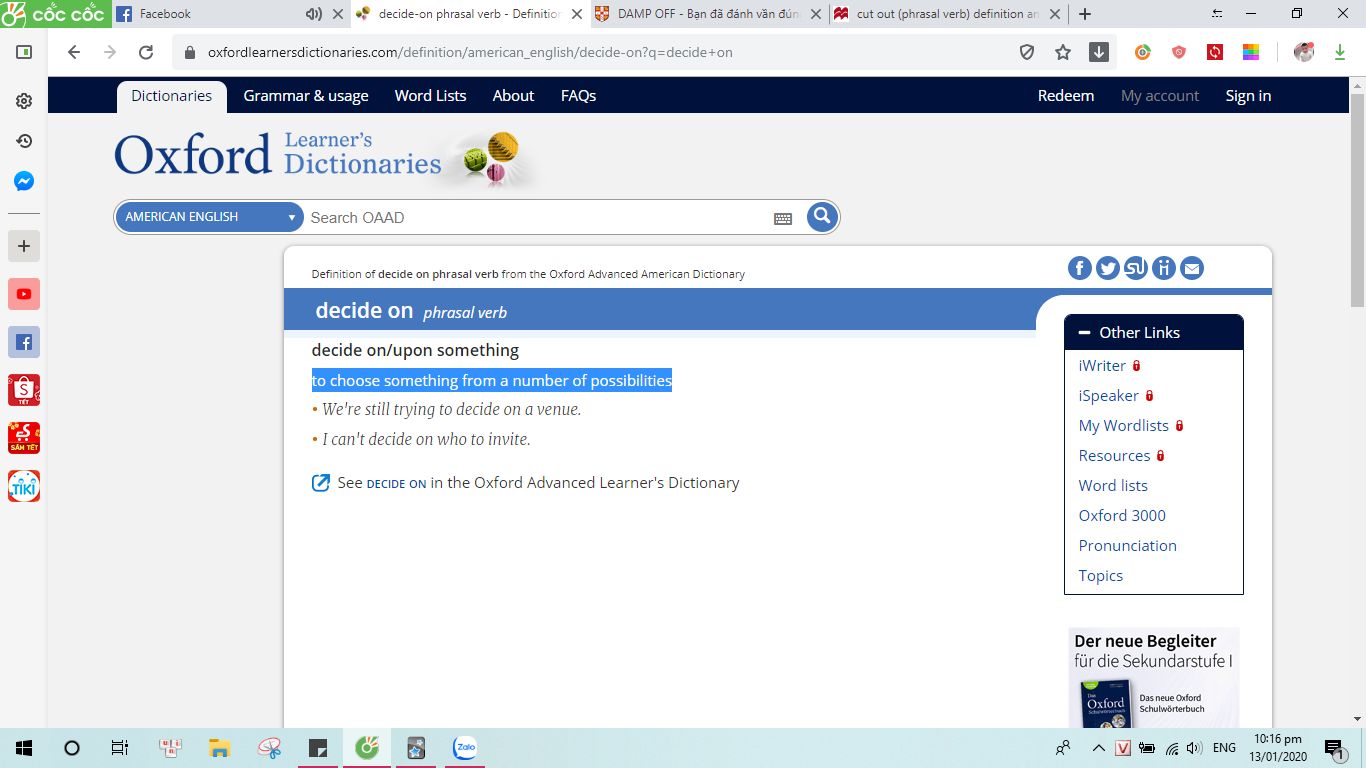 CỐC CỐC
Facebook
decide-on phrasal verb - Definition
DAMP OFF - Bạn đã đánh vần đúng
cut out (phrasal verb) definition an
oxfordlearnersdictionaries.com/definition/american_english/decide-on?q=decide+on
Dictionaries
Grammar & usage
Word Lists
About
FAQs
Redeem
My account
Sign in
Oxford Learner's
Dictionaries
AMERICAN ENGLISH
Search OAAD
Definition of decide on phrasal verb from the Oxford Advanced American Dictionary
decide on phrasal verb
decide on/upon something
to choose something from a number of possibilities
• We're still trying to decide on a venue.
• I can't decide on who to invite.
See DECIDE ON in the Oxford Advanced Learner's Dictionary
Other Links
iWriter
iSpeaker
My Wordlists
Resources
Word lists
Oxford 3000
Pronunciation
Topics
Der neue Begleiter
für die Sekundarstufe I
Das
Oxford
Schulwörterbuch
Das neue Oxford
Schulwörterbuch
TẾT
SẮM TẾT
TIKI
Zalo
V
ENG
10:16 pm
13/01/2020
1